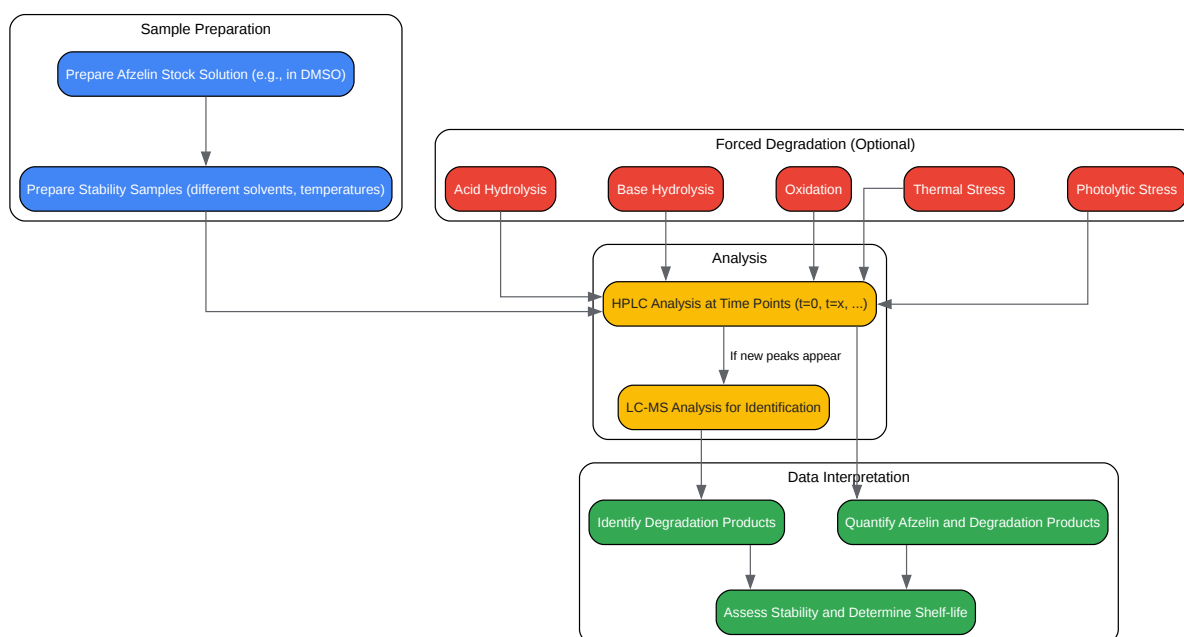 Sample Preparation
Prepare Afzelin Stock Solution (e.g., in DMSO)
Prepare Stability Samples (different solvents, temperatures)
Forced Degradation (Optional)
Acid Hydrolysis
Base Hydrolysis
Oxidation
Thermal Stress
Photolytic Stress
Analysis
HPLC Analysis at Time Points (t=0, t=x, ...)
If new peaks appear
LC-MS Analysis for Identification
Data Interpretation
Identify Degradation Products
Quantify Afzelin and Degradation Products
Assess Stability and Determine Shelf-life